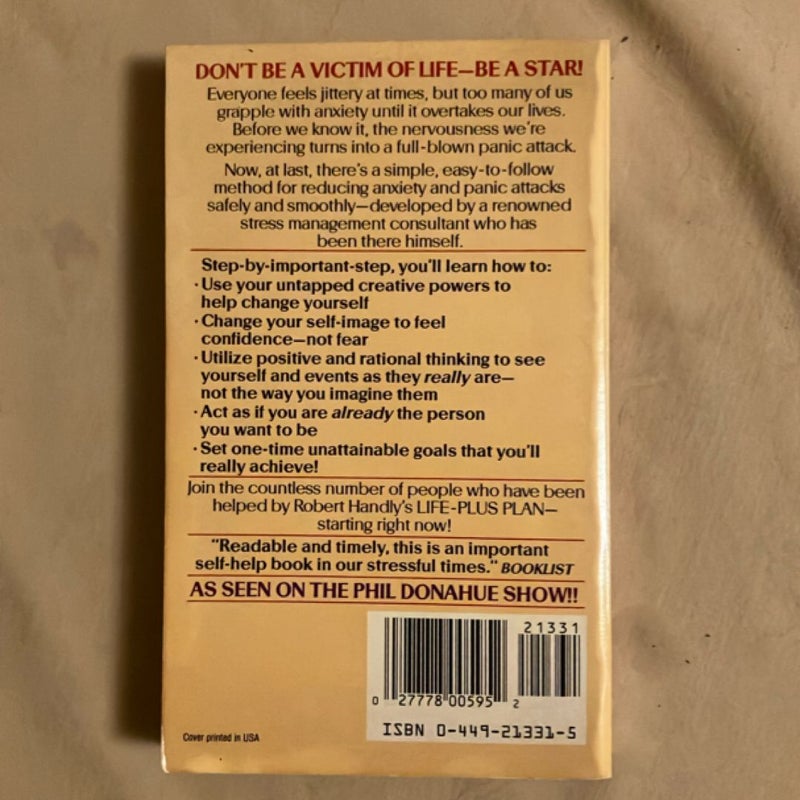 DON'T BE A VICTIM OF LIFE—BE A STAR!
Everyone feels jittery at times, but too many of us
grapple with anxiety until it overtakes our lives.
Before we know it, the nervousness we're
experiencing turns into a full-blown panic attack.
Now, at last, there's a simple, easy-to-follow
method for reducing anxiety and panic attacks
safely and smoothly—developed by a renowned
stress management consultant who has
been there himself.
Step-by-important-step, you'll learn how to:
• Use your untapped creative powers to
help change yourself
• Change your self-image to feel
confidence—not fear
• Utilize positive and rational thinking to see
yourself and events as they really are—
not the way you imagine them
• Act as if you are already the person
you want to be
• Set one-time unattainable goals that you'll
really achieve!
Join the countless number of people who have been
helped by Robert Handly's LIFE-PLUS PLAN—
starting right now!
"Readable and timely, this is an important
self-help book in our stressful times." BOOKLIST
AS SEEN ON THE PHIL DONAHUE SHOW!!
21331
0 27778 00595 2
ISBN 0-449-21331-5
Cover printed in USA